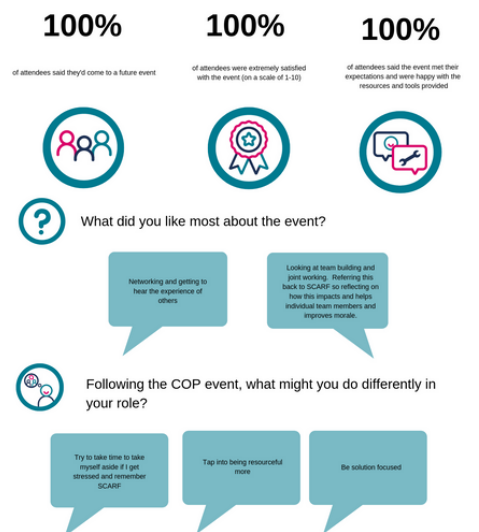 100%
100%
100%
of attendees said they'd come to a future event
of attendees were extremely satisfied
with the event (on a scale of 1-10)
of attendees said the event met their
expectations and were happy with the
resources and tools provided
?
What did you like most about the event?
Networking and getting to
hear the experience of
others
Looking at team building and
joint working. Referring this
back to SCARF so reflecting on
how this impacts and helps
individual team members and
improves morale.
Following the COP event, what might you do differently in
your role?
Try to take time to take
myself aside if I get
stressed and remember
SCARF
Tap into being resourceful
more
Be solution focused